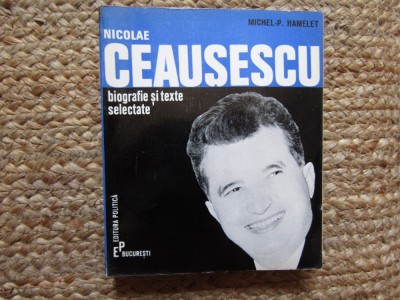 MICHEL-P. HAMELET
NICOLAE
CEAUSESCU
biografie și texte
selectate
EDITURA POLITICĂ
EP
BUCUREȘTI